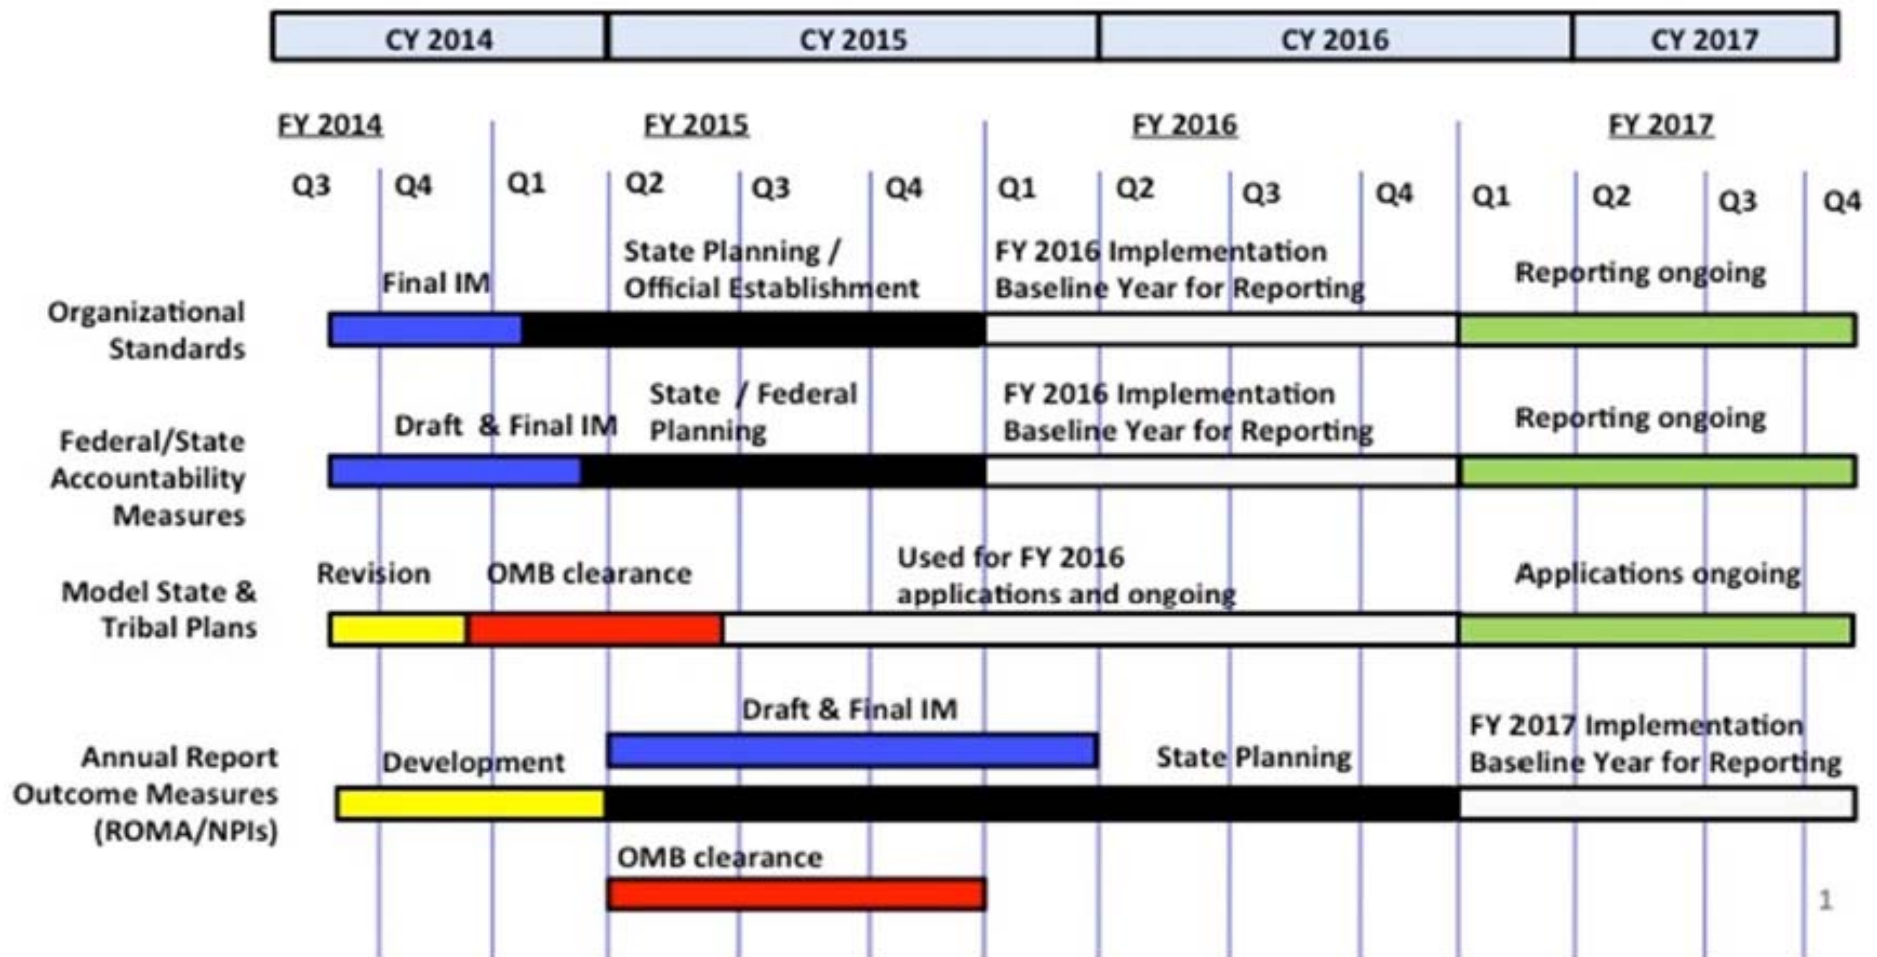 CY 2014 CY 2015 CY 2016 CY 2017
FY 2014 FY 2015 FY 2016 FY 2017
Q3 Q4 Q1 Q2 Q3 Q4 Q1 Q2 Q3 Q4 Q1 Q2 Q3 Q4
Organizational
Standards
Final IM
State Planning /
Official Establishment
FY 2016 Implementation
Baseline Year for Reporting
Reporting ongoing
Federal/State
Accountability
Measures
Draft & Final IM
State / Federal
Planning
FY 2016 Implementation
Baseline Year for Reporting
Reporting ongoing
Model State &
Tribal Plans
Revision
OMB clearance
Used for FY 2016
applications and ongoing
Applications ongoing
Annual Report
Outcome Measures
(ROMA/NPIs)
Development
Draft & Final IM
State Planning
FY 2017 Implementation
Baseline Year for Reporting
OMB clearance
1